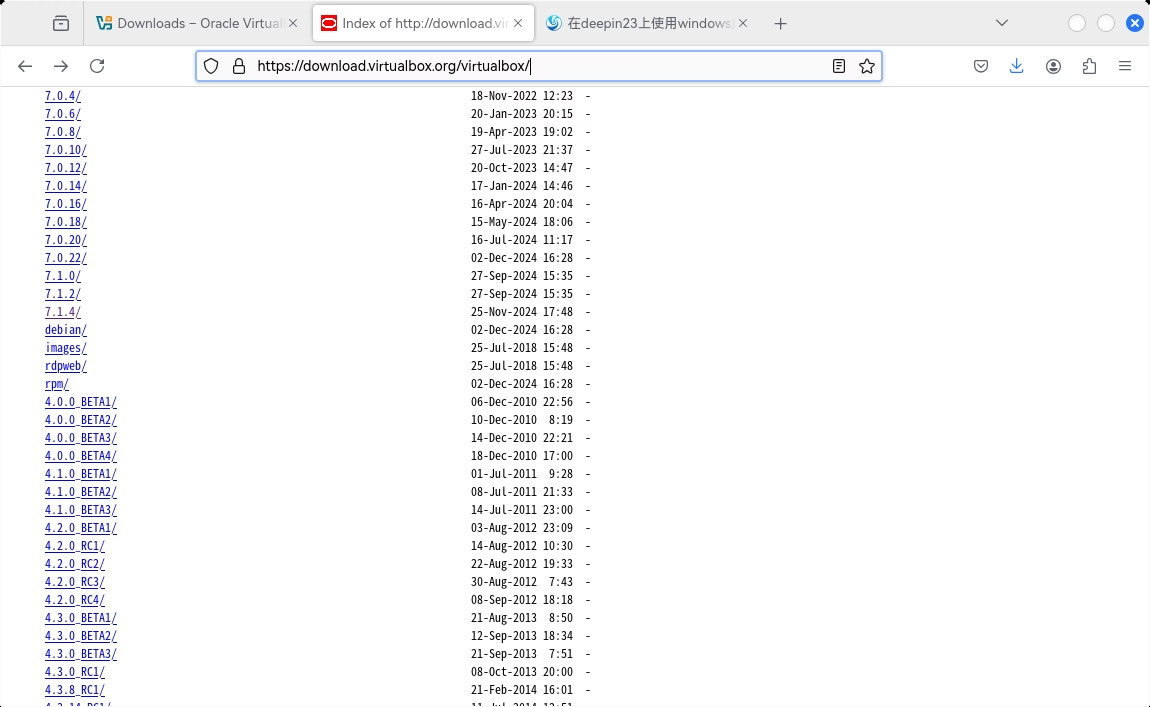 Downloads – Oracle Virtual
Index of http://download.vi
在deepin23上使用windows
https://download.virtualbox.org/virtualbox/
7.0.4/ 18-Nov-2022 12:23 -
7.0.6/ 20-Jan-2023 20:15 -
7.0.8/ 19-Apr-2023 19:02 -
7.0.10/ 27-Jul-2023 21:37 -
7.0.12/ 20-Oct-2023 14:47 -
7.0.14/ 17-Jan-2024 14:46 -
7.0.16/ 16-Apr-2024 20:04 -
7.0.18/ 15-May-2024 18:06 -
7.0.20/ 16-Jul-2024 11:17 -
7.0.22/ 02-Dec-2024 16:28 -
7.1.0/ 27-Sep-2024 15:35 -
7.1.2/ 27-Sep-2024 15:35 -
7.1.4/ 25-Nov-2024 17:48 -
debian/ 02-Dec-2024 16:28 -
images/ 25-Jul-2018 15:48 -
rdpweb/ 25-Jul-2018 15:48 -
rpm/ 02-Dec-2024 16:28 -
4.0.0_BETA1/ 06-Dec-2010 22:56 -
4.0.0_BETA2/ 10-Dec-2010 8:19 -
4.0.0_BETA3/ 14-Dec-2010 22:21 -
4.0.0_BETA4/ 18-Dec-2010 17:00 -
4.1.0_BETA1/ 01-Jul-2011 9:28 -
4.1.0_BETA2/ 08-Jul-2011 21:33 -
4.1.0_BETA3/ 14-Jul-2011 23:00 -
4.2.0_BETA1/ 03-Aug-2012 23:09 -
4.2.0_RC1/ 14-Aug-2012 10:30 -
4.2.0_RC2/ 22-Aug-2012 19:33 -
4.2.0_RC3/ 30-Aug-2012 7:43 -
4.2.0_RC4/ 08-Sep-2012 18:18 -
4.3.0_BETA1/ 21-Aug-2013 8:50 -
4.3.0_BETA2/ 12-Sep-2013 18:34 -
4.3.0_BETA3/ 21-Sep-2013 7:51 -
4.3.0_RC1/ 08-Oct-2013 20:00 -
4.3.8_RC1/ 21-Feb-2014 16:01 -